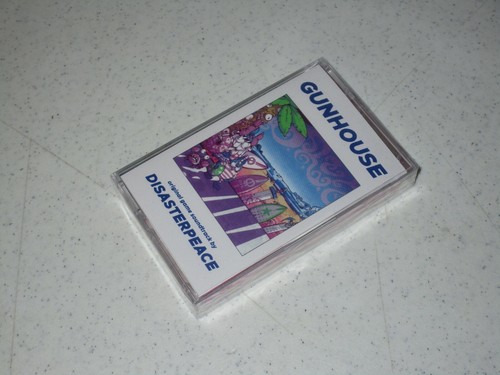 GUNHOUSE
original game soundtrack by
DISASTERPEACE